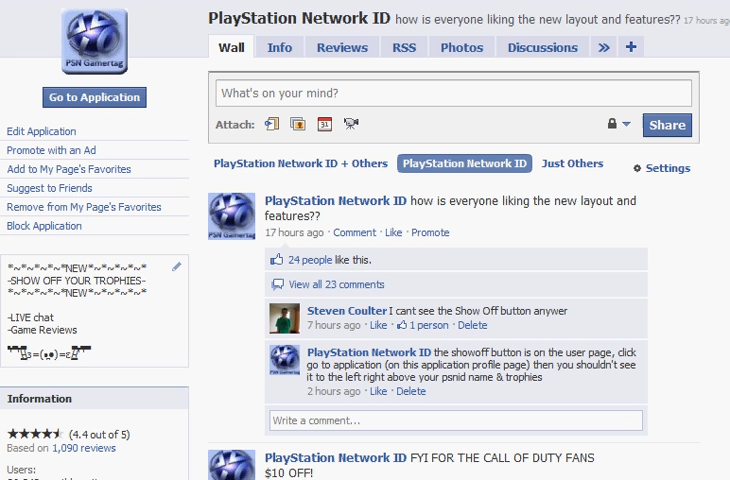 PSN Gamertag
Go to Application
Edit Application
Promote with an Ad
Add to My Page's Favorites
Suggest to Friends
Remove from My Page's Favorites
Block Application
*~*~*~*~*NEW*~*~*~*~*
-SHOW OFF YOUR TROPHIES-
*~*~*~*~*NEW*~*~*~*~*
-LIVE chat
-Game Reviews
Information
(4.4 out of 5)
Based on 1,090 reviews
Users:
PlayStation Network ID how is everyone liking the new layout and features?? 17 hours ag
Wall Info Reviews RSS Photos Discussions » +
What's on your mind?
Attach: 31 Share
PlayStation Network ID + Others PlayStation Network ID Just Others Settings
PSN Gamertag
PlayStation Network ID how is everyone liking the new layout and
features??
17 hours ago · Comment · Like · Promote
24 people like this.
View all 23 comments
Steven Coulter I cant see the Show Off button anywer
7 hours ago · Like · 1 person · Delete
PSN Gamertag
PlayStation Network ID the showoff button is on the user page, click
go to application (on this application profile page) then you shouldn't see
it to the left right above your psnid name & trophies
2 hours ago · Like · Delete
Write a comment...
PlayStation Network ID FYI FOR THE CALL OF DUTY FANS
$10 OFF!